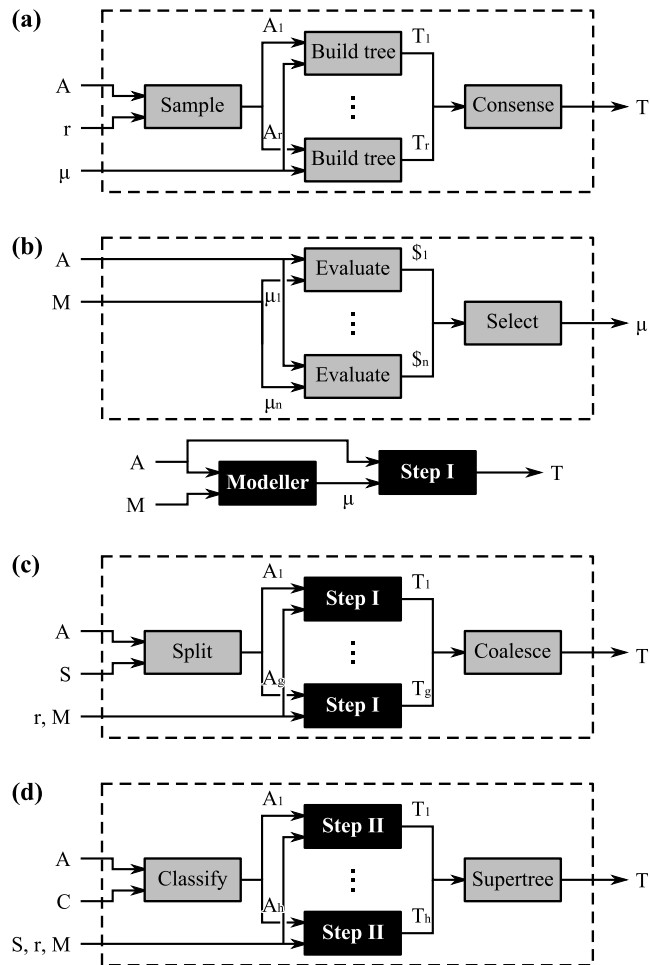 (a)
A₁ Build tree T₁
A
Sample Consense T
r
Aᵣ Build tree Tᵣ
μ
(b)
A Evaluate $₁
M μ₁
Select μ
Evaluate $ₙ
μₙ
A Step I T
Modeller
M μ
(c)
A₁ Step I T₁
A
Split Coalesce T
S
A_g Step I T_g
r, M
(d)
A₁ Step II T₁
A
Classify Supertree T
C
Aₕ Step II Tₕ
S, r, M